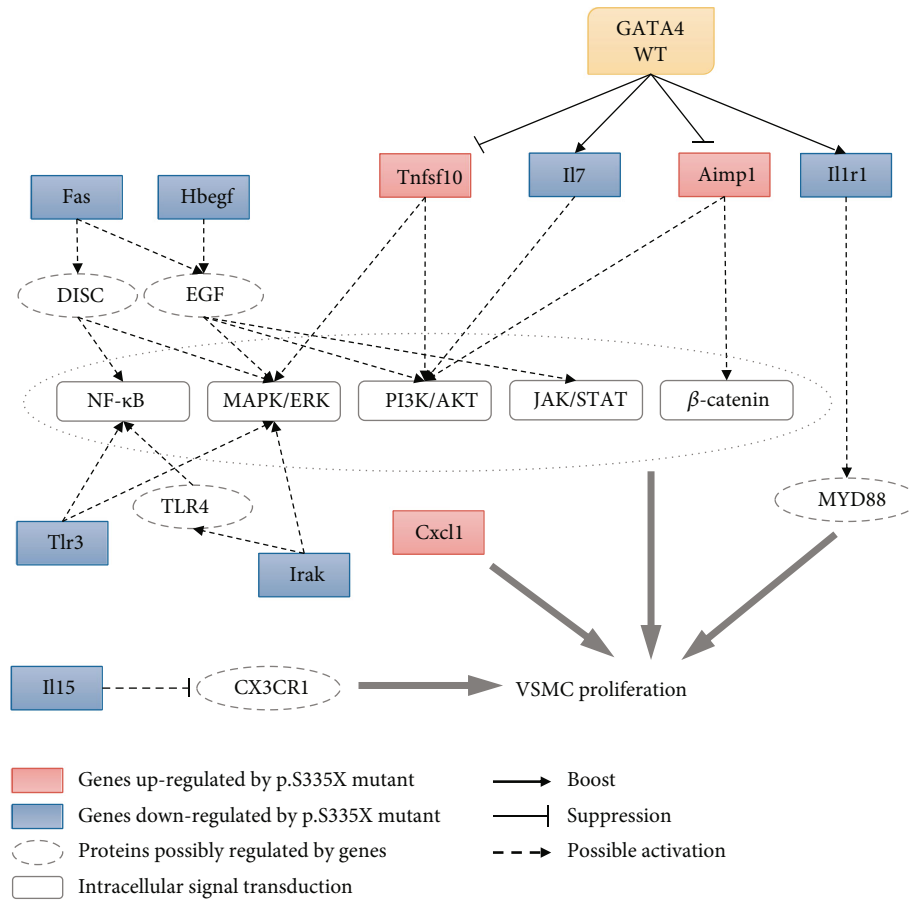 GATA4
WT
Tnfsf10
Il7
Aimp1
Il1r1
Fas
Hbegf
DISC
EGF
NF-κB
MAPK/ERK
PI3K/AKT
JAK/STAT
β-catenin
TLR4
MYD88
Tlr3
Irak
Cxcl1
Il15
CX3CR1
VSMC proliferation
Genes up-regulated by p.S335X mutant
Boost
Genes down-regulated by p.S335X mutant
Suppression
Proteins possibly regulated by genes
Possible activation
Intracellular signal transduction